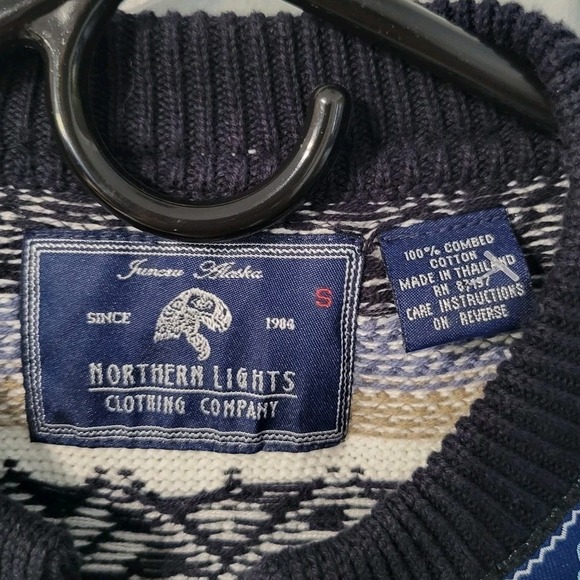 Juneau Alaska
SINCE 1904
S
NORTHERN LIGHTS
CLOTHING COMPANY
100% COMBED
COTTON
MADE IN THAILAND
RN 87197
CARE INSTRUCTIONS
ON REVERSE